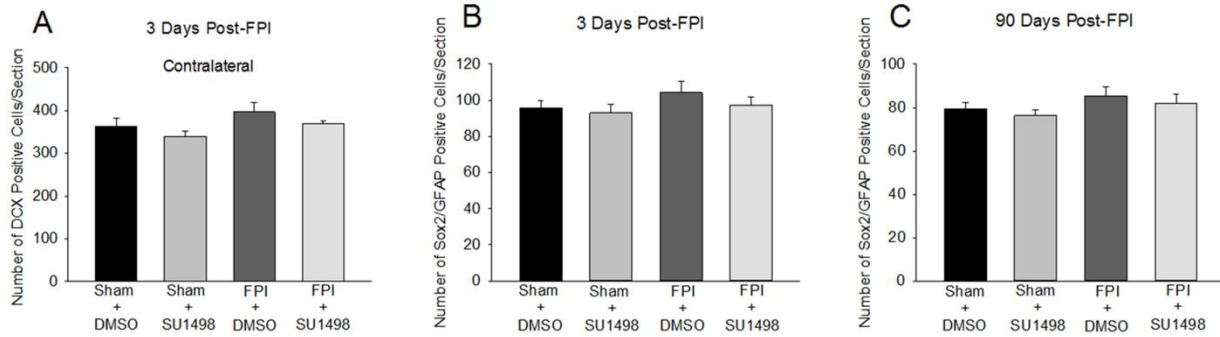 A
3 Days Post-FPI
Contralateral
Number of DCX Positive Cells/Section
500
400
300
200
100
0
Sham
+
DMSO
Sham
+
SU1498
FPI
+
DMSO
FPI
+
SU1498
B
3 Days Post-FPI
Number of Sox2/GFAP Positive Cells/Section
120
100
80
60
40
20
0
Sham
+
DMSO
Sham
+
SU1498
FPI
+
DMSO
FPI
+
SU1498
C
90 Days Post-FPI
Number of Sox2/GFAP Positive Cells/Section
100
80
60
40
20
0
Sham
+
DMSO
Sham
+
SU1498
FPI
+
DMSO
FPI
+
SU1498